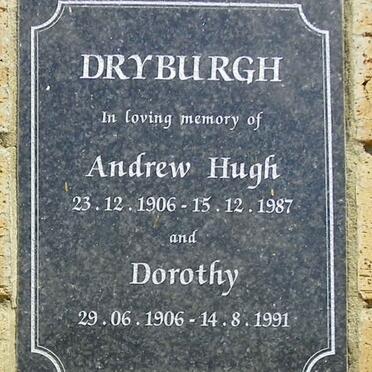 DRYBURGH
In loving memory of
Andrew Hugh
23 . 12 . 1906 - 15 . 12 . 1987
and
Dorothy
29 . 06 . 1906 - 14 . 8 . 1991